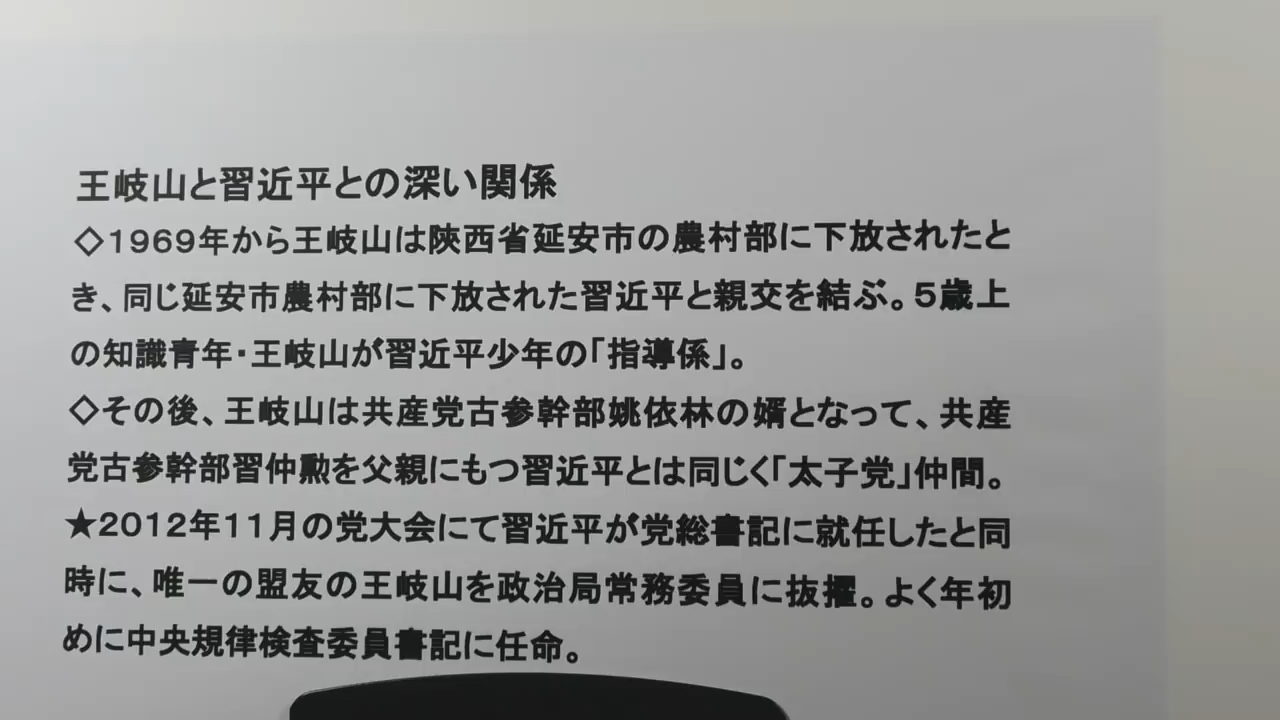 王岐山と習近平との深い関係
◇1969年から王岐山は陝西省延安市の農村部に下放されたと
き、同じ延安市農村部に下放された習近平と親交を結ぶ。5歳上
の知識青年・王岐山が習近平少年の「指導係」。
◇その後、王岐山は共産党古参幹部姚依林の婿となって、共産
党古参幹部習仲勲を父親にもつ習近平とは同じく「太子党」仲間。
★2012年11月の党大会にて習近平が党総書記に就任したと同
時に、唯一の盟友の王岐山を政治局常務委員に抜擢。よく年初
めに中央規律検査委員書記に任命。